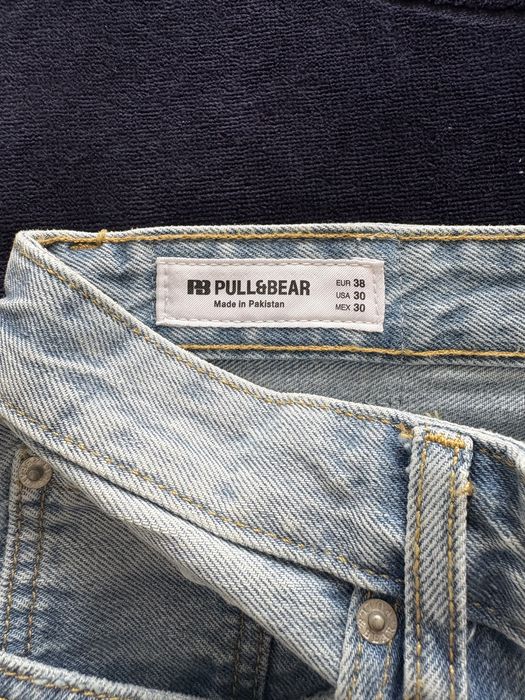 PB PULL&BEAR
Made in Pakistan
EUR 38
USA 30
MEX 30